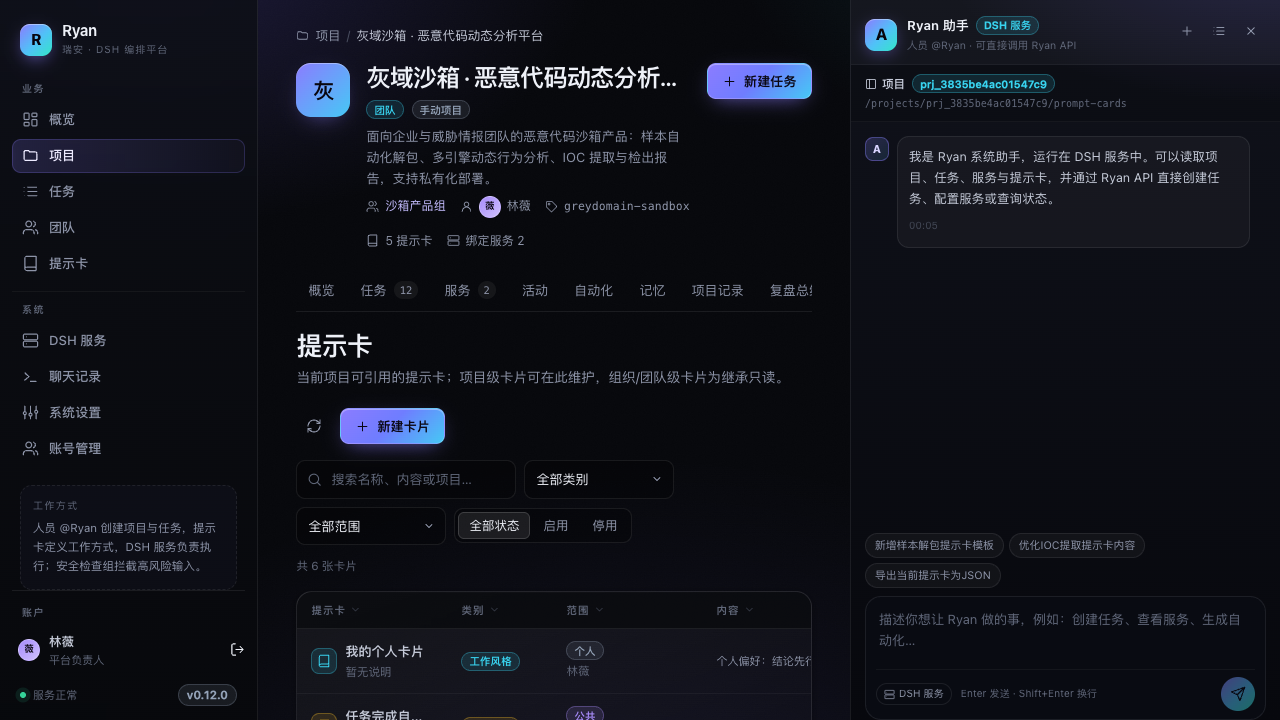 R
Ryan
瑞安 · DSH 编排平台
业务
概览
项目
任务
团队
提示卡
系统
DSH 服务
聊天记录
系统设置
账号管理
工作方式
人员 @Ryan 创建项目与任务，提示
卡定义工作方式，DSH 服务负责执
行；安全检查组拦截高风险输入。
账户
薇
林薇
平台负责人
服务正常
v0.12.0
项目 / 灰域沙箱 · 恶意代码动态分析平台
灰
灰域沙箱 · 恶意代码动态分析...
新建任务
团队 手动项目
面向企业与威胁情报团队的恶意代码沙箱产品：样本自
动化解包、多引擎动态行为分析、IOC 提取与检出报
告，支持私有化部署。
沙箱产品组 薇 林薇 greydomain-sandbox
5 提示卡 绑定服务 2
概览 任务 12 服务 2 活动 自动化 记忆 项目记录 复盘总
提示卡
当前项目可引用的提示卡；项目级卡片可在此维护，组织/团队级卡片为继承只读。
新建卡片
搜索名称、内容或项目... 全部类别
全部范围 全部状态 启用 停用
共 6 张卡片
提示卡 类别 范围 内容
我的个人卡片
暂无说明
工作风格
个人
林薇
个人偏好：结论先行
任务完成自...
公共
A
Ryan 助手 DSH 服务
人员 @Ryan · 可直接调用 Ryan API
项目 prj_3835be4ac01547c9
/projects/prj_3835be4ac01547c9/prompt-cards
A
我是 Ryan 系统助手，运行在 DSH 服务中。可以读取项
目、任务、服务与提示卡，并通过 Ryan API 直接创建任
务、配置服务或查询状态。
00:05
新增样本解包提示卡模板 优化IOC提取提示卡内容
导出当前提示卡为JSON
描述你想让 Ryan 做的事，例如：创建任务、查看服务、生成自
动化...
DSH 服务 Enter 发送 · Shift+Enter 换行